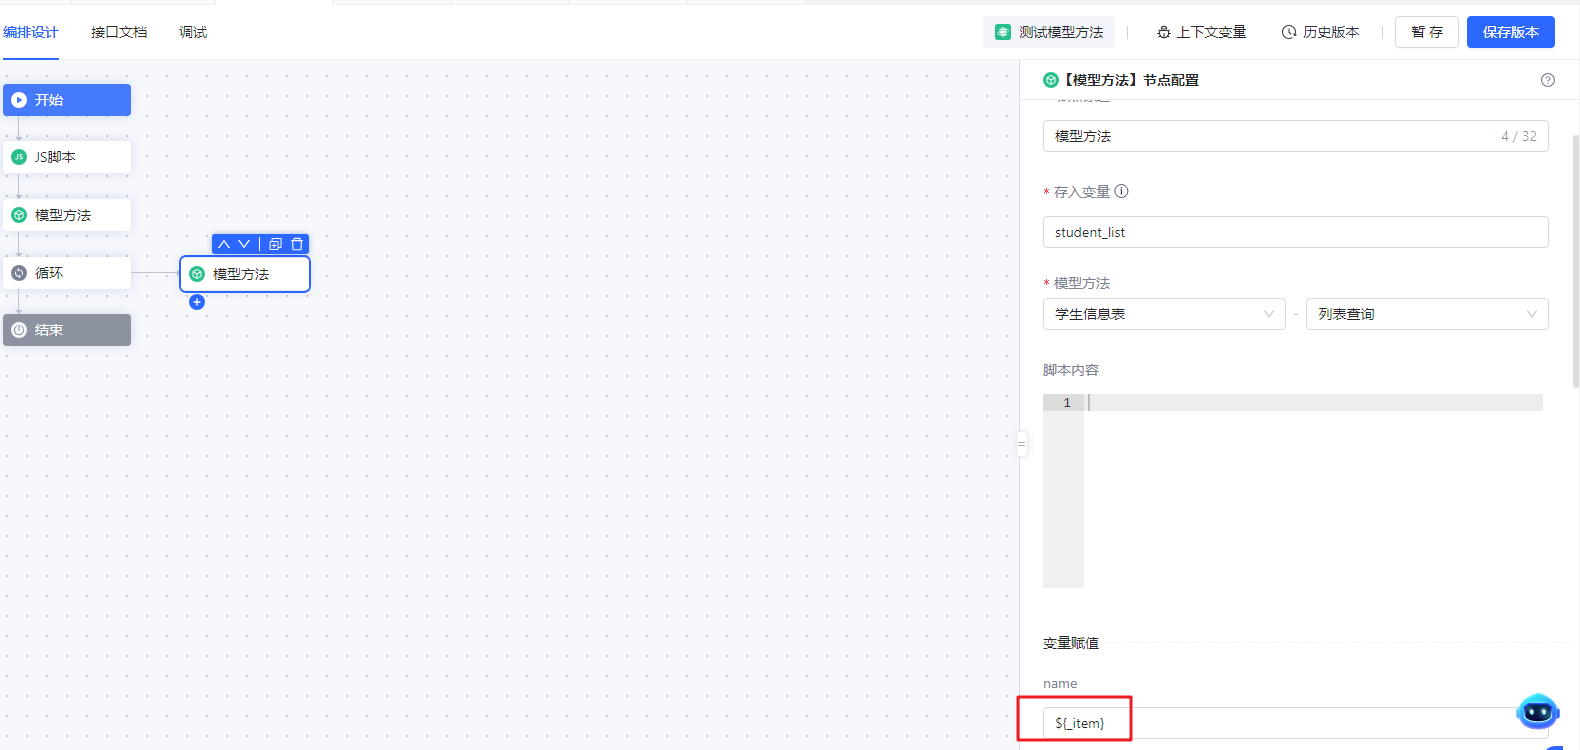 编排设计 接口文档 调试 测试模型方法 上下文变量 历史版本 暂 存 保存版本
开始
JS脚本
模型方法
循环
结束
模型方法
【模型方法】节点配置
模型方法 4 / 32
* 存入变量
student_list
* 模型方法
学生信息表 - 列表查询
脚本内容
1
变量赋值
name
${_item}